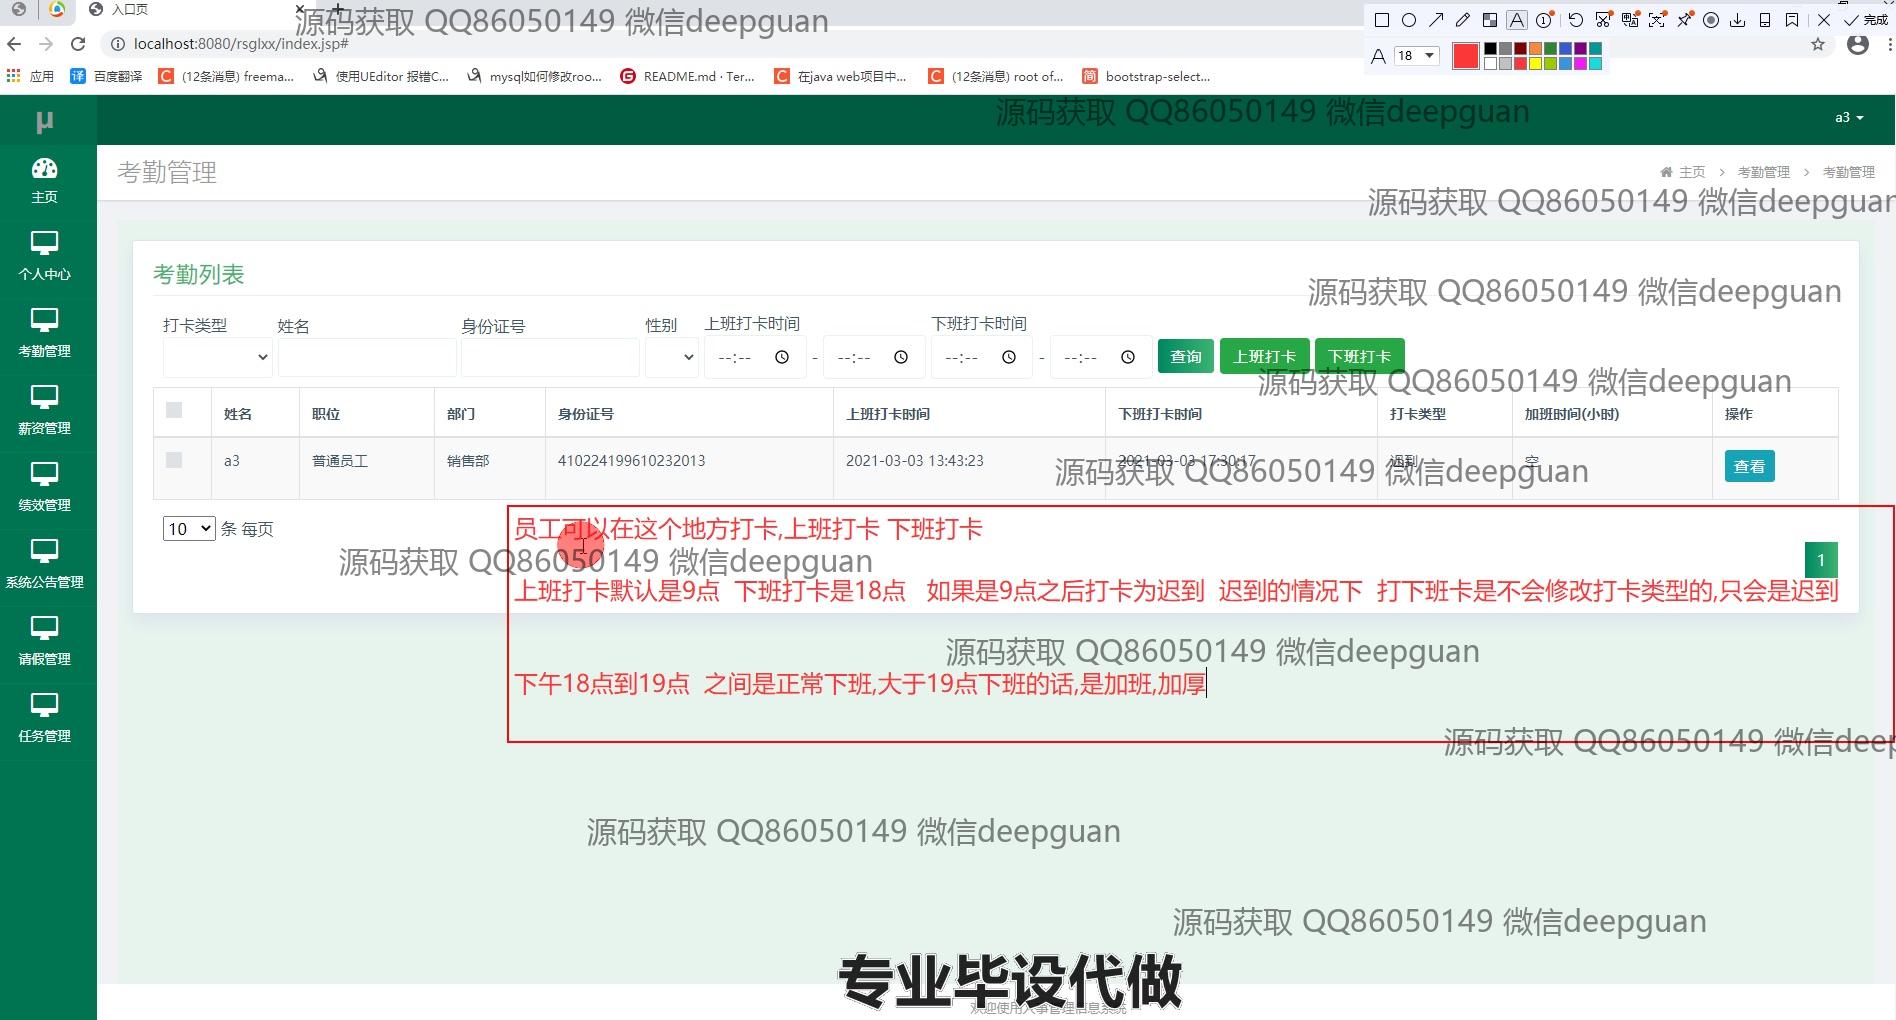 入口页
源码获取 QQ86050149 微信deepguan
完成
localhost:8080/rsglxx/index.jsp#
A 18
应用 百度翻译 (12条消息) freema... 使用UEditor 报错C... mysql如何修改roo... README.md · Ter... 在java web项目中... (12条消息) root of... bootstrap-select...
源码获取 QQ86050149 微信deepguan
μ
a3
考勤管理
主页 > 考勤管理 > 考勤管理
源码获取 QQ86050149 微信deepguan
主页
个人中心
考勤管理
薪资管理
绩效管理
系统公告管理
请假管理
任务管理
考勤列表
源码获取 QQ86050149 微信deepguan
打卡类型 姓名 身份证号 性别 上班打卡时间 下班打卡时间
--:-- - --:-- --:-- - --:-- 查询 上班打卡 下班打卡
源码获取 QQ86050149 微信deepguan
姓名 职位 部门 身份证号 上班打卡时间 下班打卡时间 打卡类型 加班时间(小时) 操作
a3 普通员工 销售部 410224199610232013 2021-03-03 13:43:23 2021-03-03 17:30:17 迟到 空 查看
源码获取 QQ86050149 微信deepguan
10 条 每页
员工可以在这个地方打卡,上班打卡 下班打卡
源码获取 QQ86050149 微信deepguan
1
上班打卡默认是9点 下班打卡是18点 如果是9点之后打卡为迟到 迟到的情况下 打下班卡是不会修改打卡类型的,只会是迟到
源码获取 QQ86050149 微信deepguan
下午18点到19点 之间是正常下班,大于19点下班的话,是加班,加厚
源码获取 QQ86050149 微信deep
源码获取 QQ86050149 微信deepguan
源码获取 QQ86050149 微信deepguan
专业毕设代做
欢迎使用人事管理信息系统